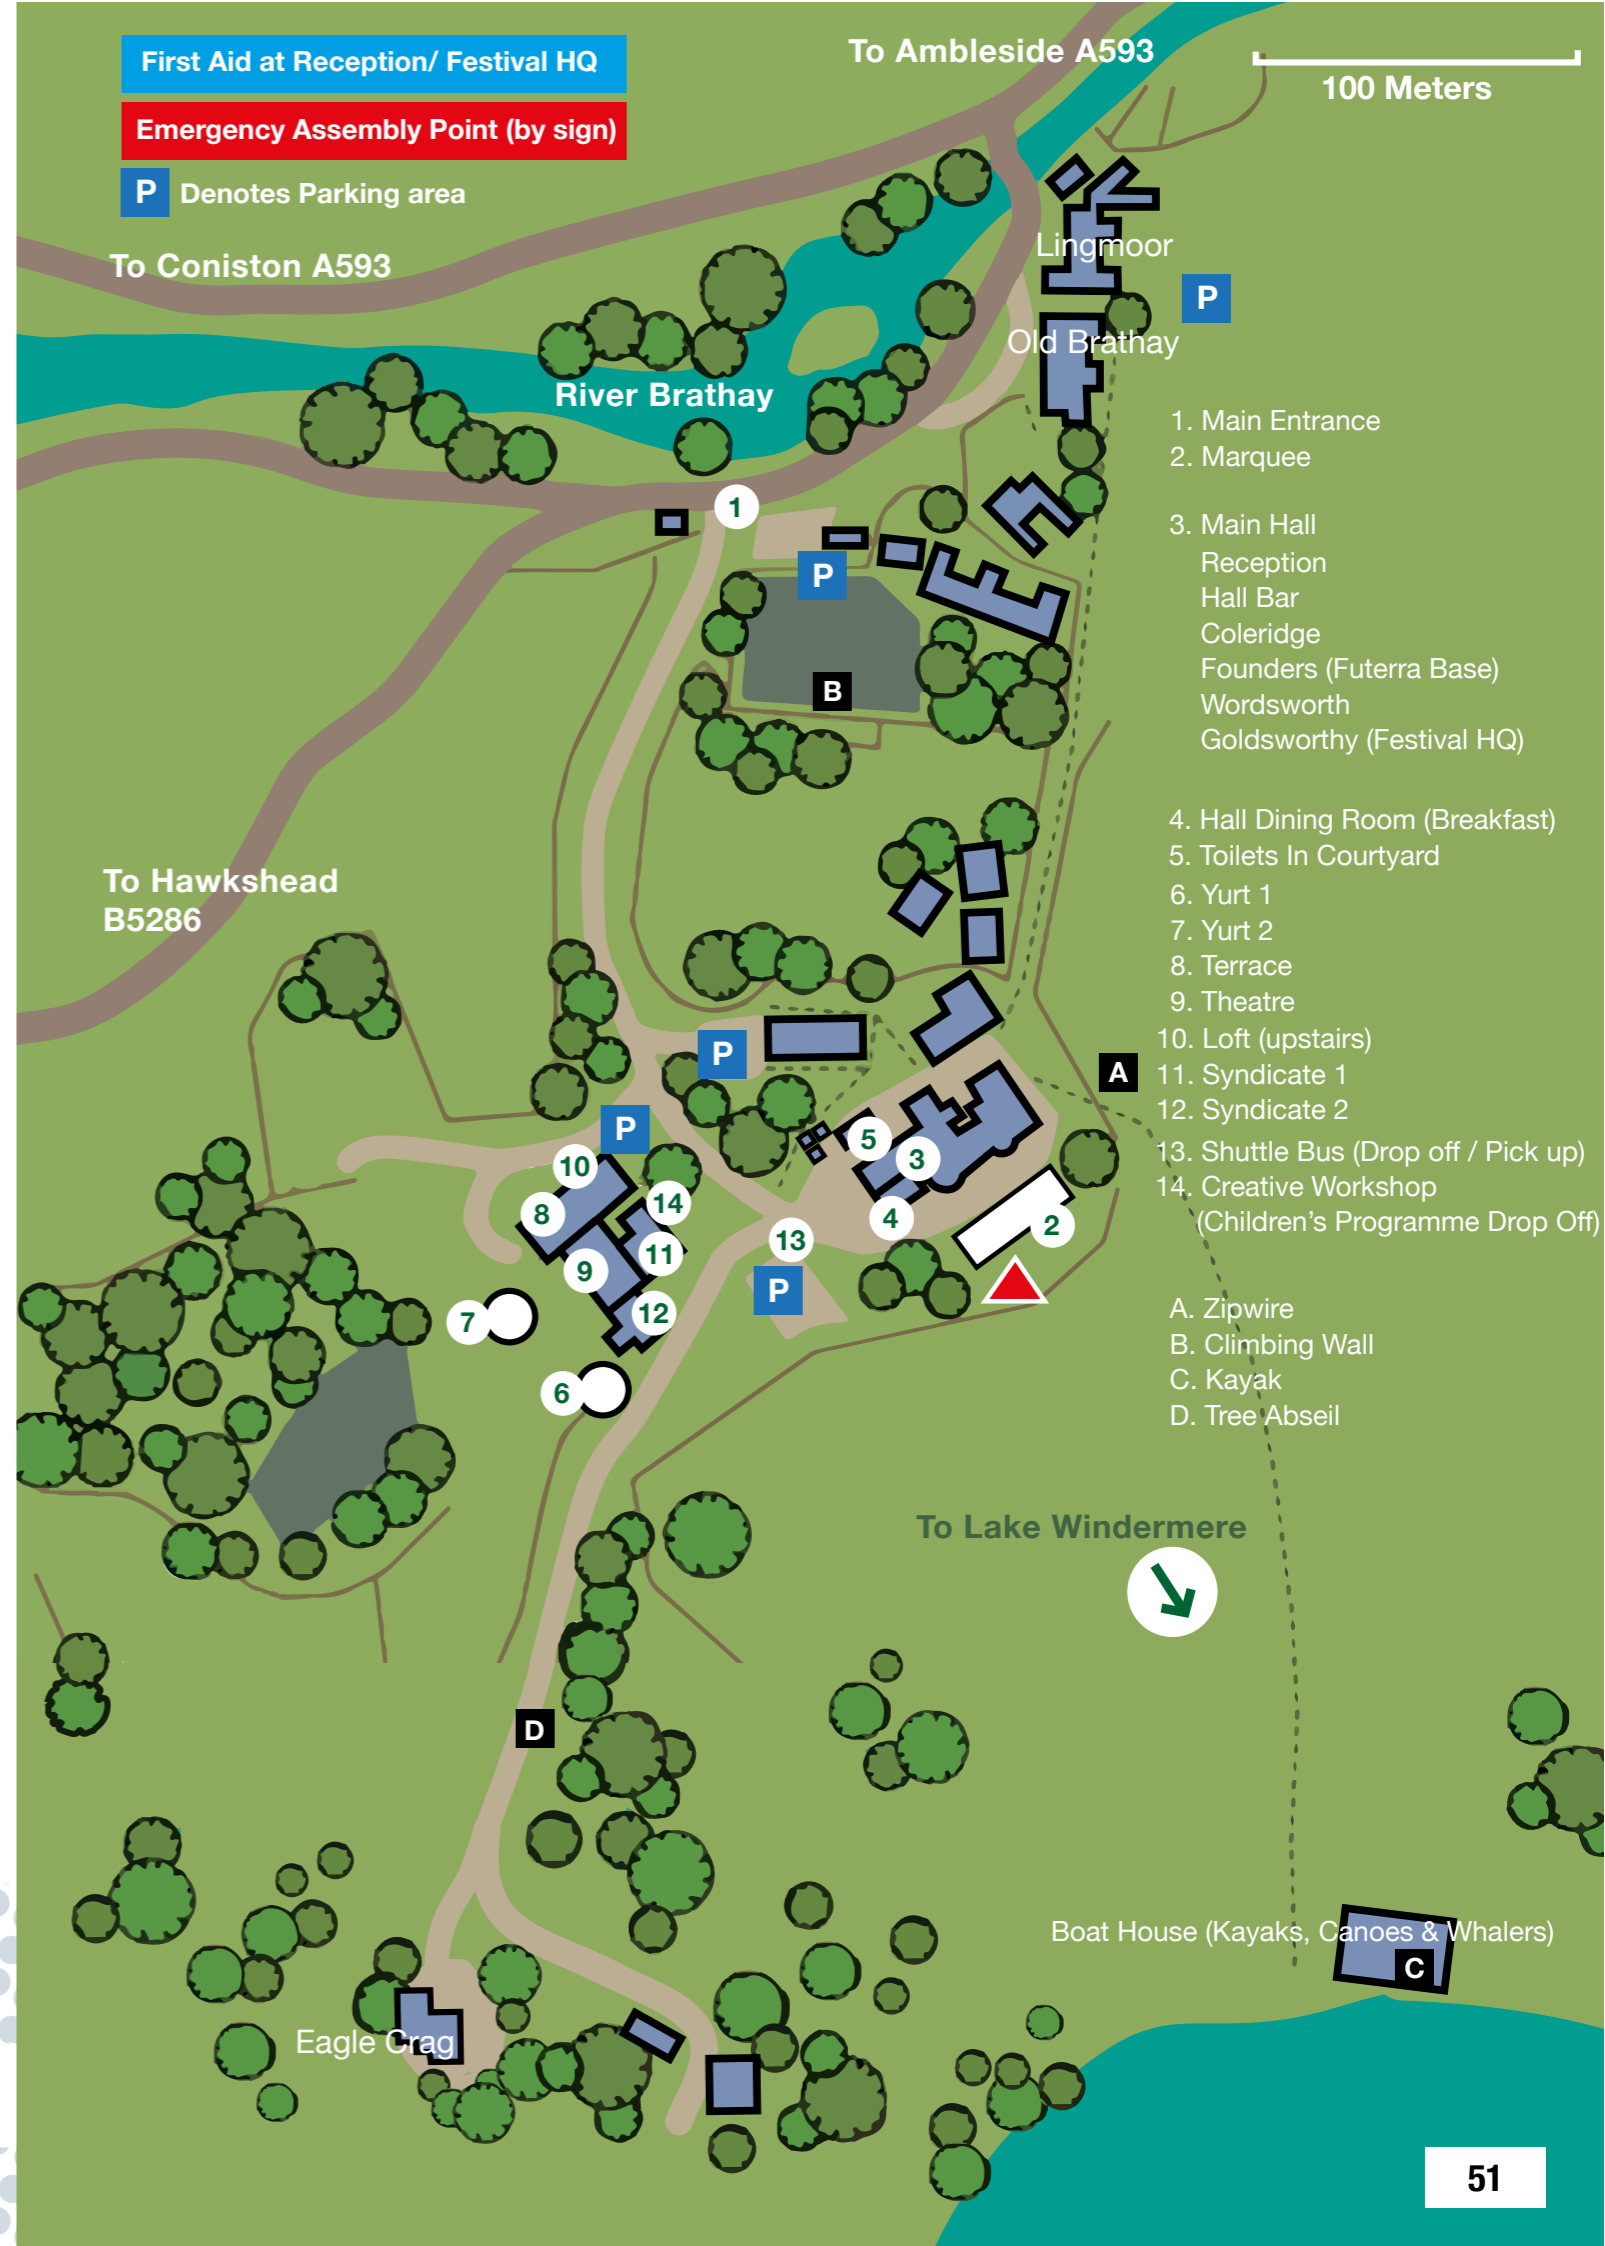 First Aid at Reception/ Festival HQ
Emergency Assembly Point (by sign)
P Denotes Parking area
To Ambleside A593
100 Meters
To Coniston A593
River Brathay
Lingmoor
P
Old Brathay
1
P
B
To Hawkshead
B5286
1. Main Entrance
2. Marquee
3. Main Hall
Reception
Hall Bar
Coleridge
Founders (Futerra Base)
Wordsworth
Goldsworthy (Festival HQ)
4. Hall Dining Room (Breakfast)
5. Toilets In Courtyard
6. Yurt 1
7. Yurt 2
8. Terrace
9. Theatre
10. Loft (upstairs)
11. Syndicate 1
12. Syndicate 2
13. Shuttle Bus (Drop off / Pick up)
14. Creative Workshop
(Children's Programme Drop Off)
A. Zipwire
B. Climbing Wall
C. Kayak
D. Tree Abseil
P
A
P
5
3
10
14
8
4
2
13
11
9
P
12
7
6
To Lake Windermere
D
Boat House (Kayaks, Canoes & Whalers)
C
Eagle Crag
51